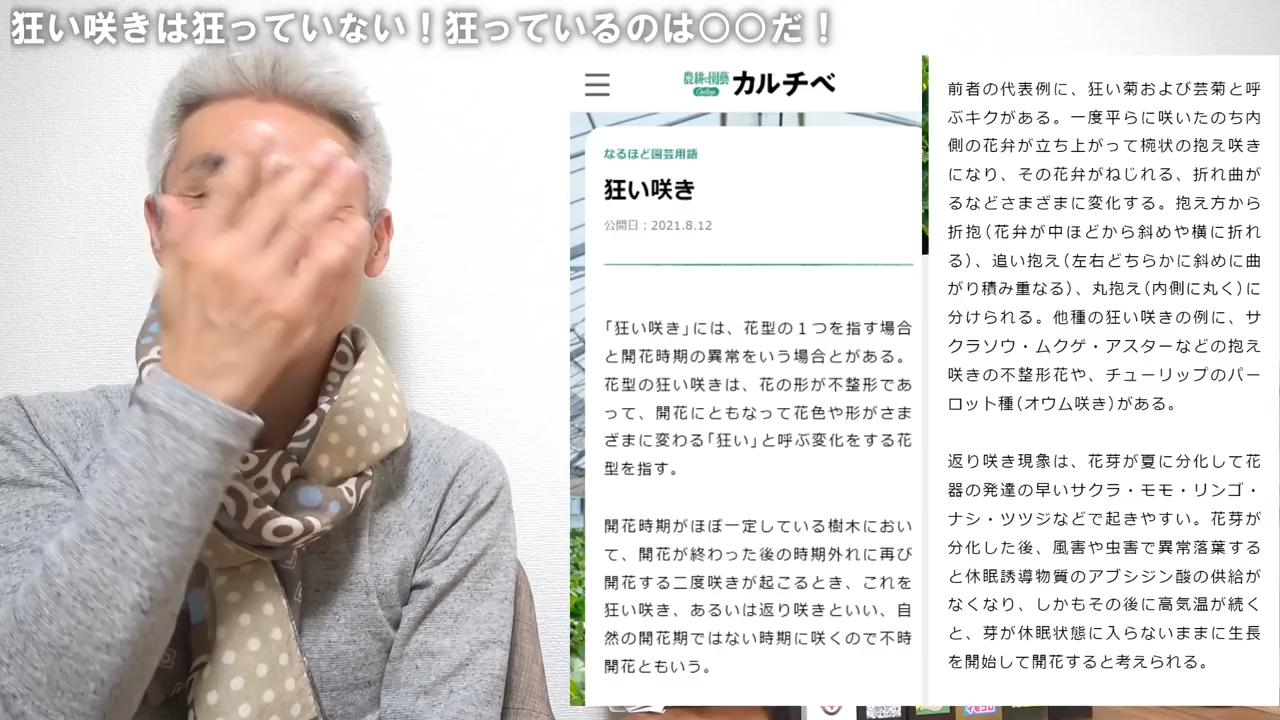 狂い咲きは狂っていない！狂っているのは〇〇だ！
農耕と園藝
Online
カルチベ
なるほど園芸用語
狂い咲き
公開日：2021.8.12
「狂い咲き」には、花型の１つを指す場合
と開花時期の異常をいう場合とがある。
花型の狂い咲きは、花の形が不整形であ
って、開花にともなって花色や形がさま
ざまに変わる「狂い」と呼ぶ変化をする花
型を指す。
開花時期がほぼ一定している樹木におい
て、開花が終わった後の時期外れに再び
開花する二度咲きが起こるとき、これを
狂い咲き、あるいは返り咲きといい、自
然の開花期ではない時期に咲くので不時
開花ともいう。
前者の代表例に、狂い菊および芸菊と呼
ぶキクがある。一度平らに咲いたのち内
側の花弁が立ち上がって椀状の抱え咲き
になり、その花弁がねじれる、折れ曲が
るなどさまざまに変化する。抱え方から
折抱（花弁が中ほどから斜めや横に折れ
る）、追い抱え（左右どちらかに斜めに曲
がり積み重なる）、丸抱え（内側に丸く）に
分けられる。他種の狂い咲きの例に、サ
クラソウ・ムクゲ・アスターなどの抱え
咲きの不整形花や、チューリップのパー
ロット種（オウム咲き）がある。
返り咲き現象は、花芽が夏に分化して花
器の発達の早いサクラ、モモ、リンゴ、
ナシ、ツツジなどで起きやすい。花芽が
分化した後、風害や虫害で異常落葉する
と休眠誘導物質のアブシジン酸の供給が
なくなり、しかもその後に高気温が続く
と、芽が休眠状態に入らないままに生長
を開始して開花すると考えられる。
イモコロ